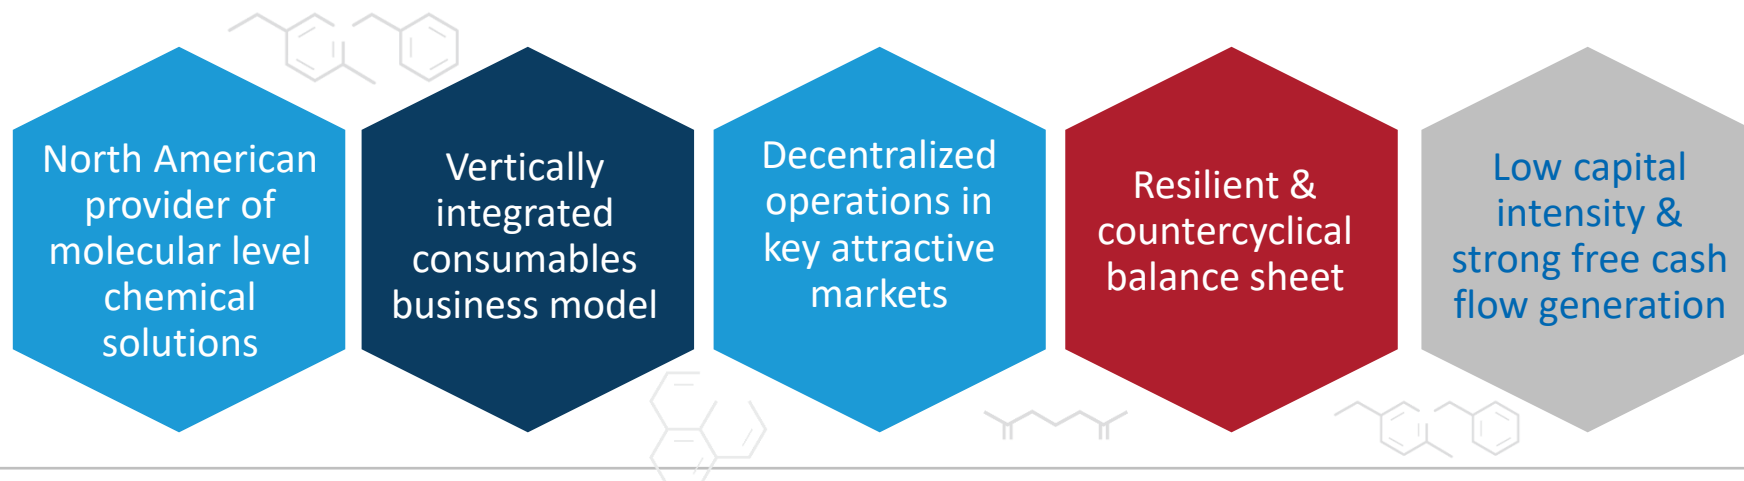 North American
provider of
molecular level
chemical
solutions
Vertically
integrated
consumables
business model
Decentralized
operations in
key attractive
markets
Resilient &
countercyclical
balance sheet
Low capital
intensity &
strong free cash
flow generation